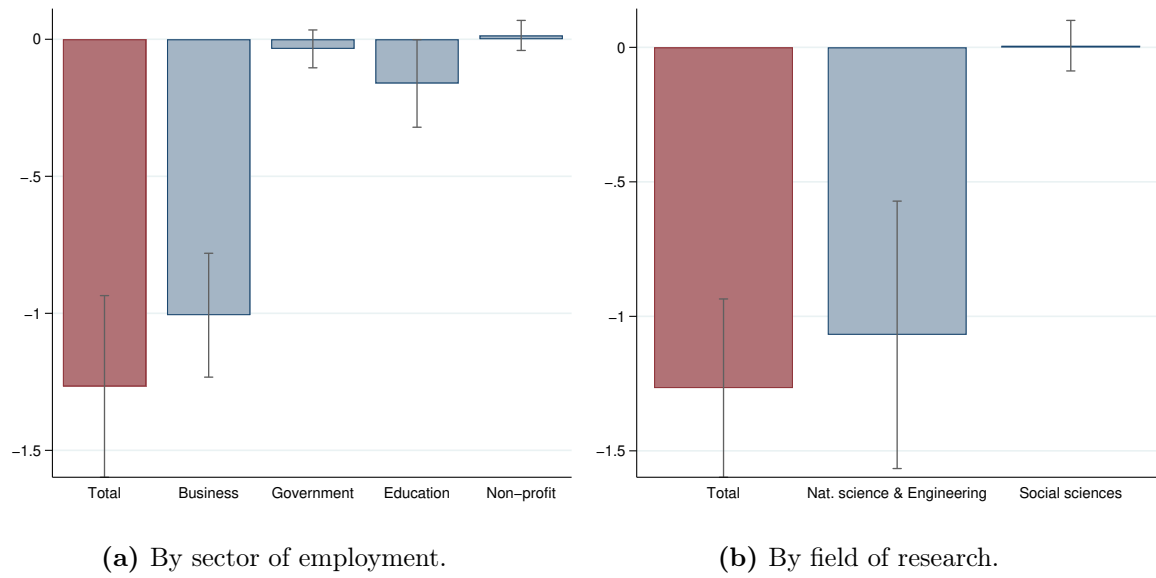 0
−.5
−1
−1.5
Total Business Government Education Non−profit
(a) By sector of employment.
0
−.5
−1
−1.5
Total Nat. science & Engineering Social sciences
(b) By field of research.